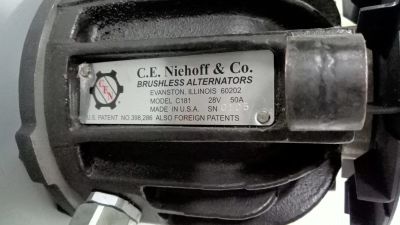 C.E. Niehoff & Co.
BRUSHLESS ALTERNATORS
EVANSTON, ILLINOIS 60202
MODEL C181 28V 50A
MADE IN U.S.A. SN
U.S. PATENT NO.398,286 ALSO FOREIGN PATENTS
CEN